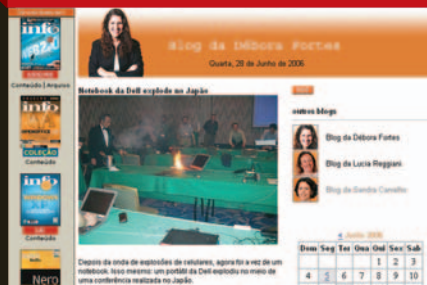 info
Conteúdo | Arquivo
info
COLEÇÃO
Conteúdo
info
Conteúdo
Nero
Blog da Débora Fortes
Quarta, 28 de Junho de 2006
Notebook da Dell explode no Japão
Depois da onda de explosões de celulares, agora foi a vez de um
notebook. Isso mesmo: um portátil da Dell explodiu no meio de
uma conferência realizada no Japão.
outros blogs
Blog da Débora Fortes
Blog da Lucia Reggiani
Blog da Sandra Carvalho
Junho 2006
Dom Seg Ter Qua Qui Sex Sab
1 2 3
4 5 6 7 8 9 10